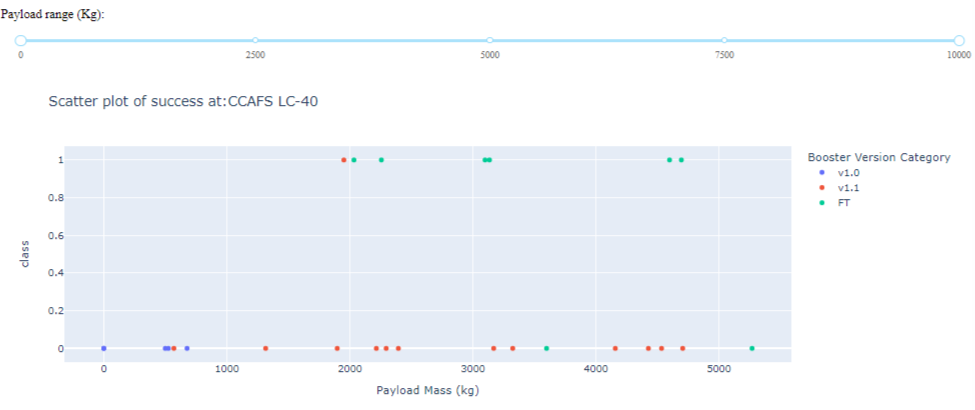 Payload range (Kg):
0 2500 5000 7500 10000
Scatter plot of success at:CCAFS LC-40
Booster Version Category
v1.0
v1.1
FT
class
1
0.8
0.6
0.4
0.2
0
0 1000 2000 3000 4000 5000
Payload Mass (kg)